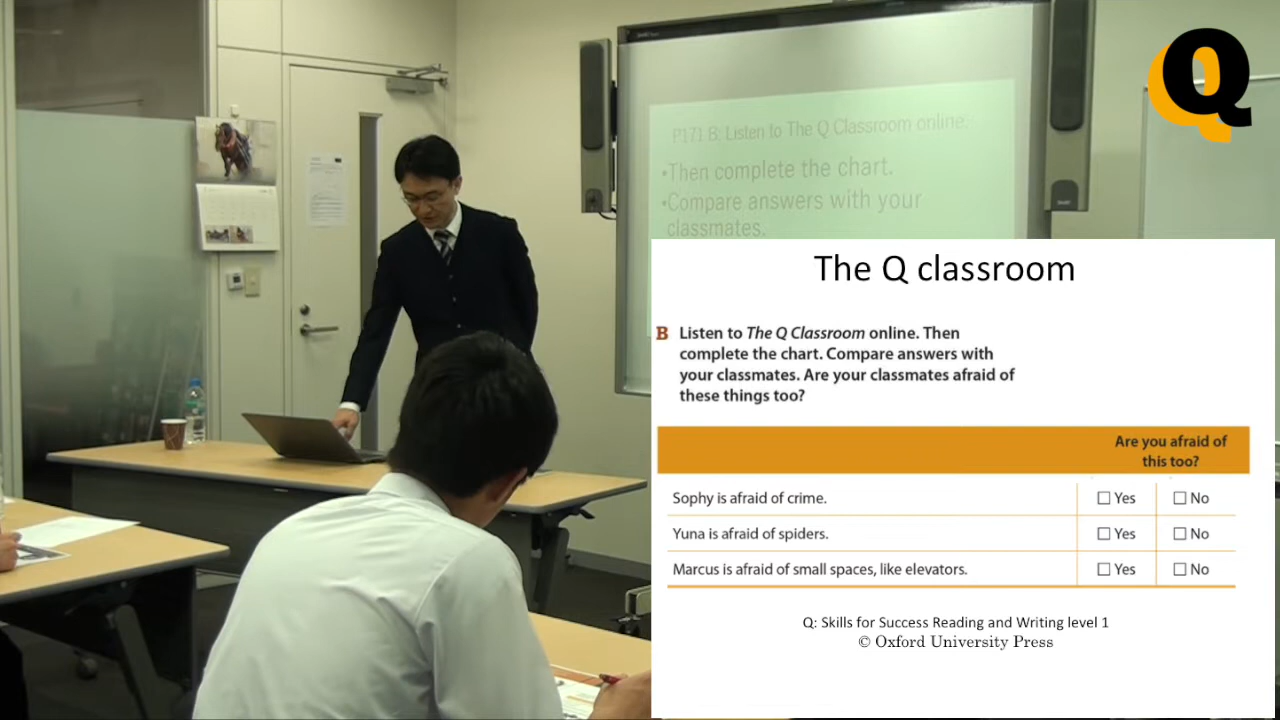 Q
P171 B: Listen to The Q Classroom online.
•Then complete the chart.
•Compare answers with your
classmates.
The Q classroom
B Listen to The Q Classroom online. Then
complete the chart. Compare answers with
your classmates. Are your classmates afraid of
these things too?
Are you afraid of
this too?
Sophy is afraid of crime. ☐ Yes ☐ No
Yuna is afraid of spiders. ☐ Yes ☐ No
Marcus is afraid of small spaces, like elevators. ☐ Yes ☐ No
Q: Skills for Success Reading and Writing level 1
© Oxford University Press